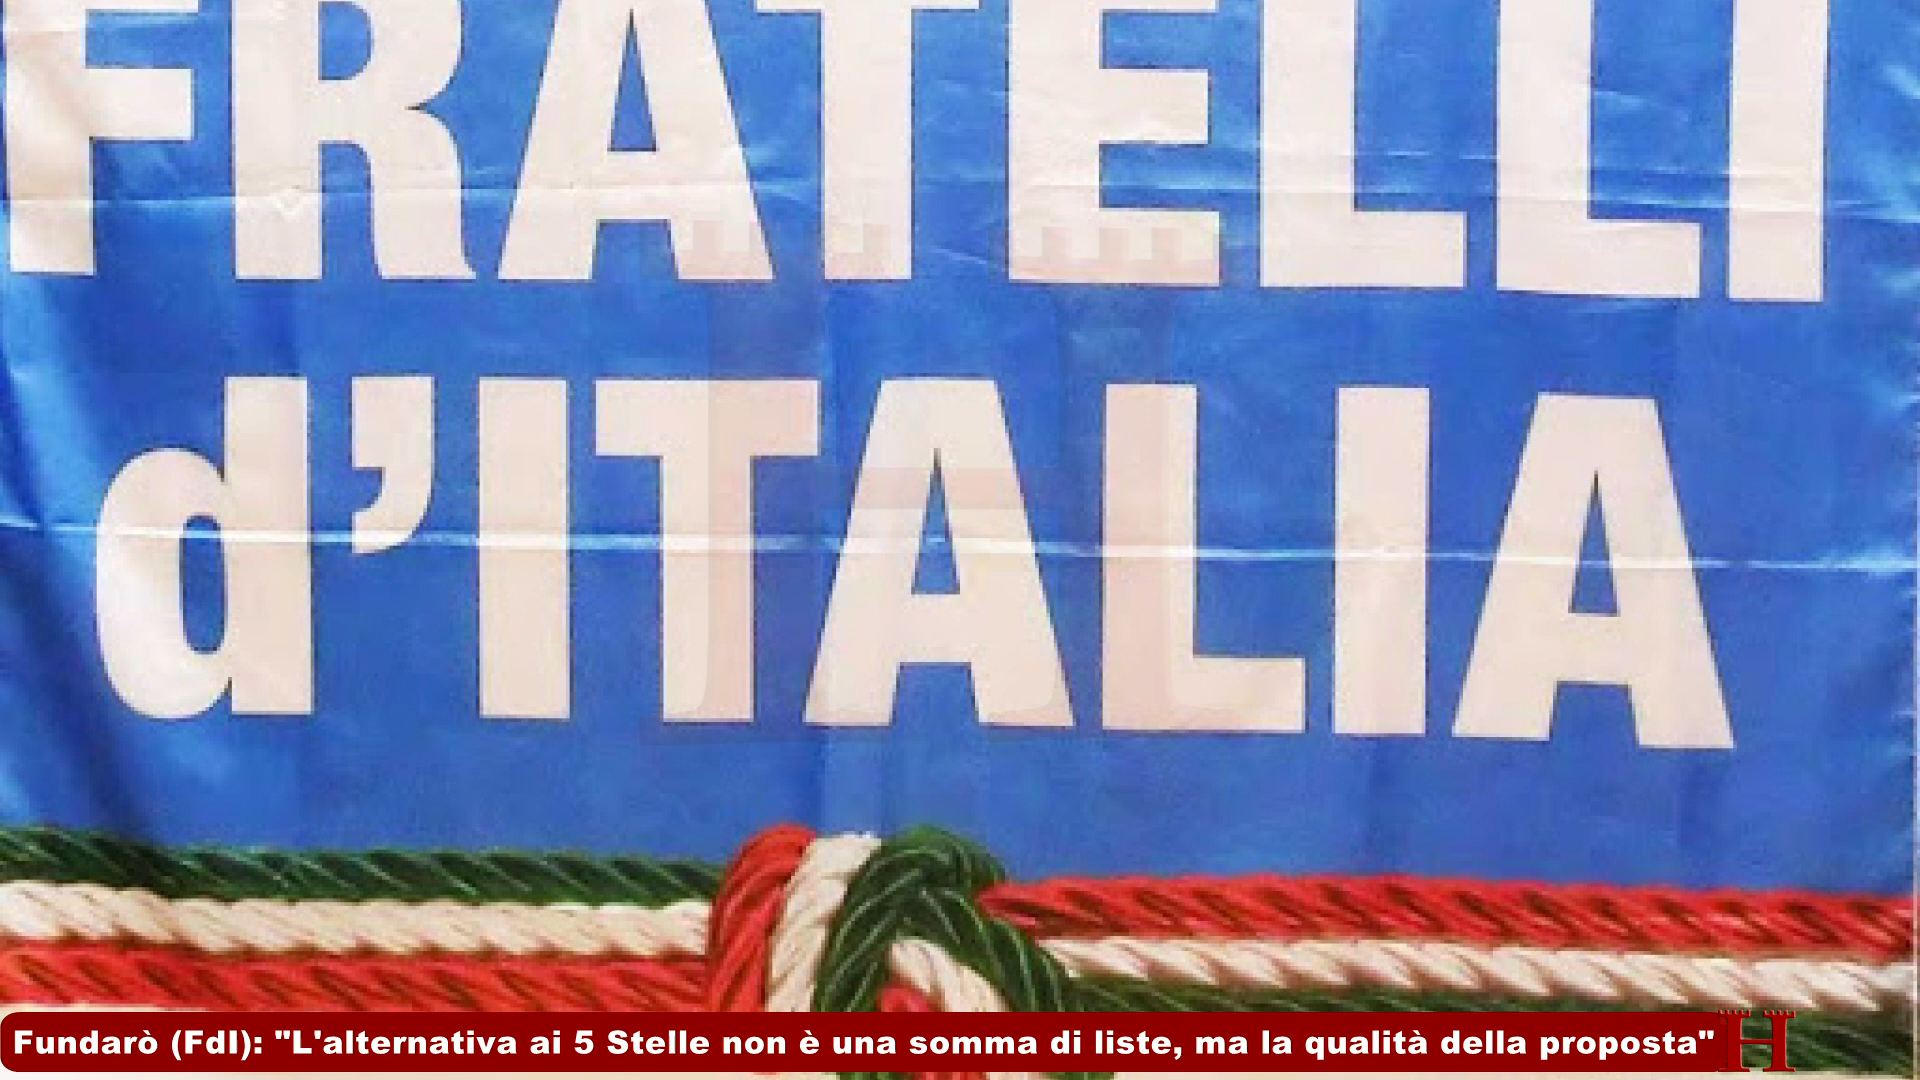 FRATELLI
d'ITALIA
Fundarò (FdI): "L'alternativa ai 5 Stelle non è una somma di liste, ma la qualità della proposta"
H